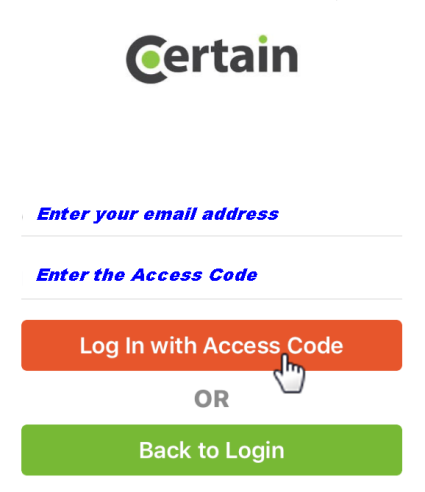 Certain
Enter your email address
Enter the Access Code
Log In with Access Code
OR
Back to Login